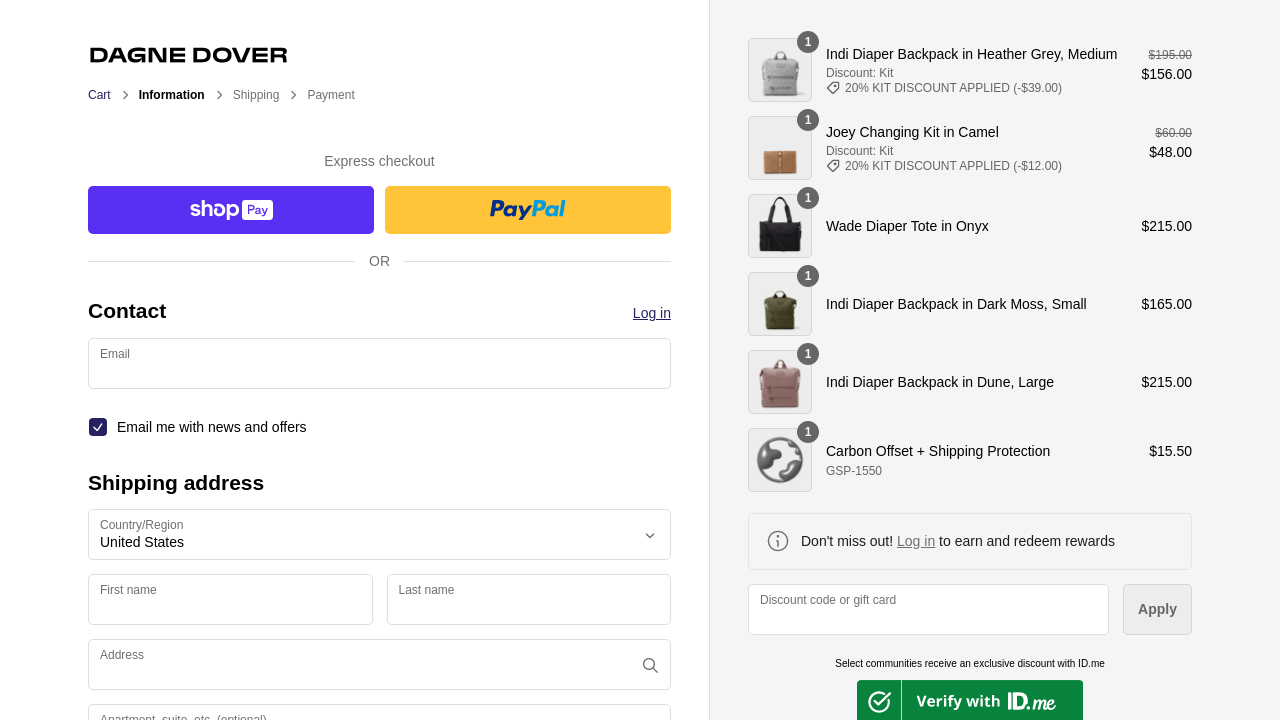 DAGNE DOVER
Cart > Information > Shipping > Payment
Express checkout
shop Pay
PayPal
OR
Contact
Log in
Email
Email me with news and offers
Shipping address
Country/Region
United States
First name
Last name
Address
Apartment, suite, etc. (optional)
1
Indi Diaper Backpack in Heather Grey, Medium
$195.00
Discount: Kit
$156.00
20% KIT DISCOUNT APPLIED (-$39.00)
1
Joey Changing Kit in Camel
$60.00
Discount: Kit
$48.00
20% KIT DISCOUNT APPLIED (-$12.00)
1
Wade Diaper Tote in Onyx
$215.00
1
Indi Diaper Backpack in Dark Moss, Small
$165.00
1
Indi Diaper Backpack in Dune, Large
$215.00
1
Carbon Offset + Shipping Protection
$15.50
GSP-1550
Don't miss out! Log in to earn and redeem rewards
Discount code or gift card
Apply
Select communities receive an exclusive discount with ID.me
Verify with ID.me